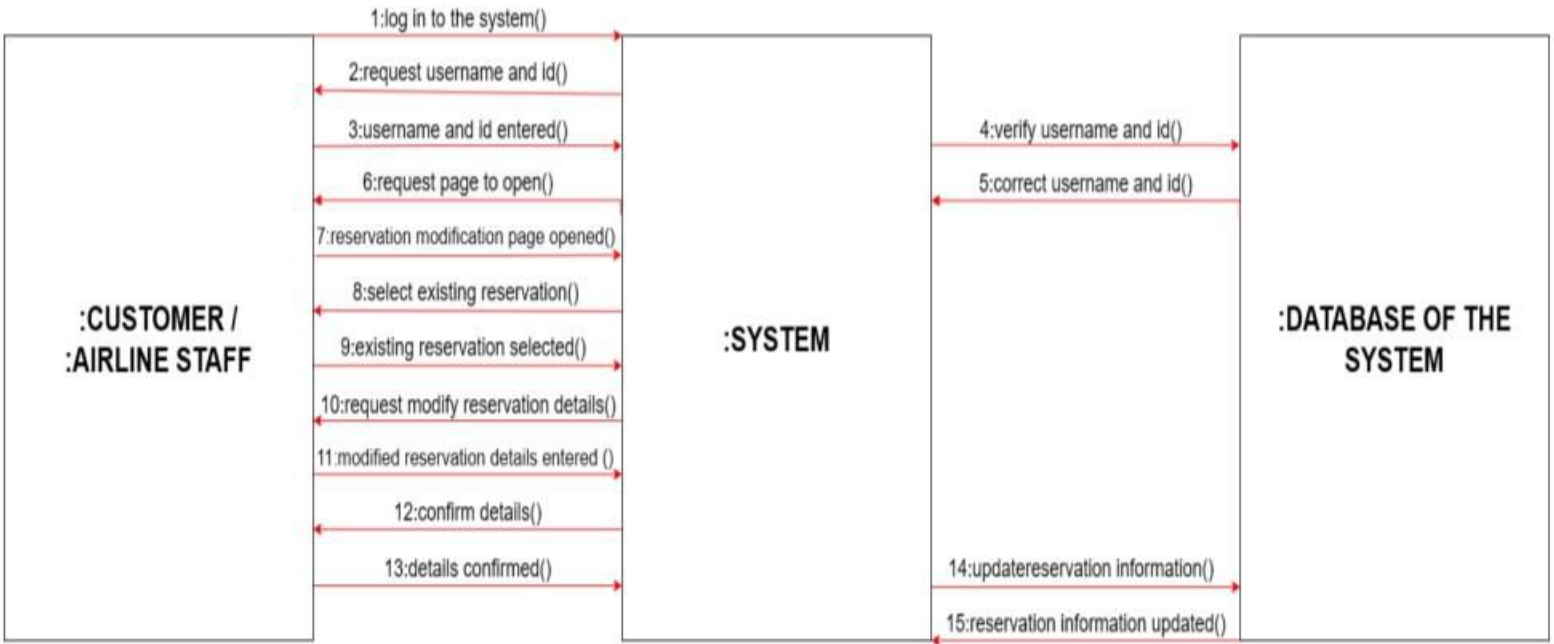 1:log in to the system()
2:request username and id()
3:username and id entered()
4:verify username and id()
6:request page to open()
5:correct username and id()
7:reservation modification page opened()
8:select existing reservation()
:CUSTOMER /
:AIRLINE STAFF
:SYSTEM
:DATABASE OF THE
SYSTEM
9:existing reservation selected()
10:request modify reservation details()
11:modified reservation details entered ()
12:confirm details()
13:details confirmed()
14:updatereservation information()
15:reservation information updated()